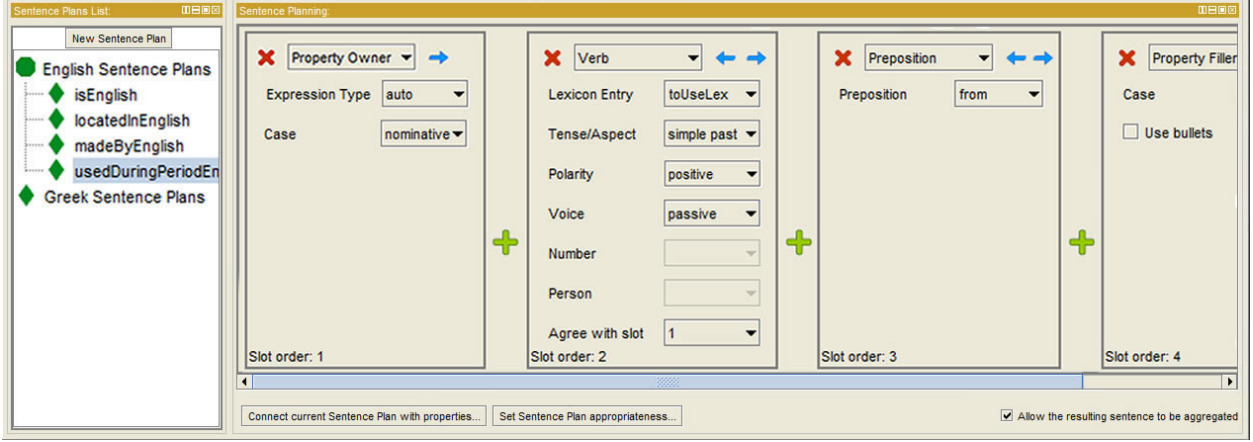 Sentence Plans List:
New Sentence Plan
English Sentence Plans
isEnglish
locatedInEnglish
madeByEnglish
usedDuringPeriodEn
Greek Sentence Plans
Sentence Planning:
Property Owner
Expression Type auto
Case nominative
Slot order: 1
Verb
Lexicon Entry toUseLex
Tense/Aspect simple past
Polarity positive
Voice passive
Number
Person
Agree with slot 1
Slot order: 2
Preposition
Preposition from
Slot order: 3
Property Filler
Case
Use bullets
Slot order: 4
Connect current Sentence Plan with properties...
Set Sentence Plan appropriateness...
Allow the resulting sentence to be aggregated